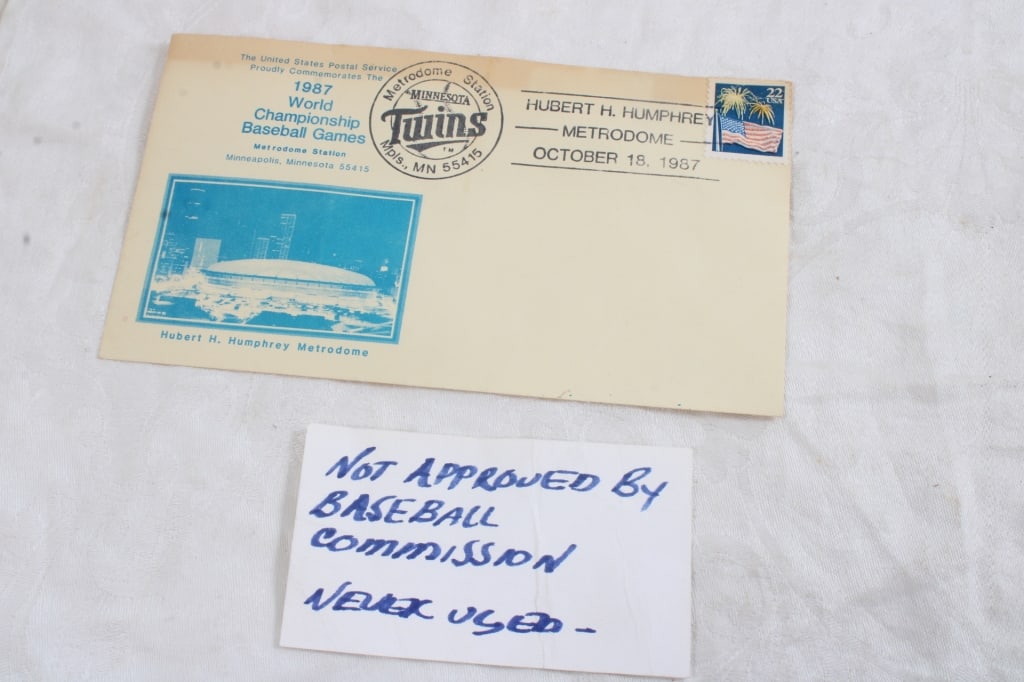 The United States Postal Service
Proudly Commemorates The
1987
World
Championship
Baseball Games
Metrodome Station
Minneapolis, Minnesota 55415
Metrodome Station
MINNESOTA
Twins
TM
Mpls., MN 55415
HUBERT H. HUMPHREY
METRODOME
OCTOBER 18, 1987
22
USA
Hubert H. Humphrey Metrodome
NOT APPROVED BY
BASEBALL
COMMISSION
NEVER USED -